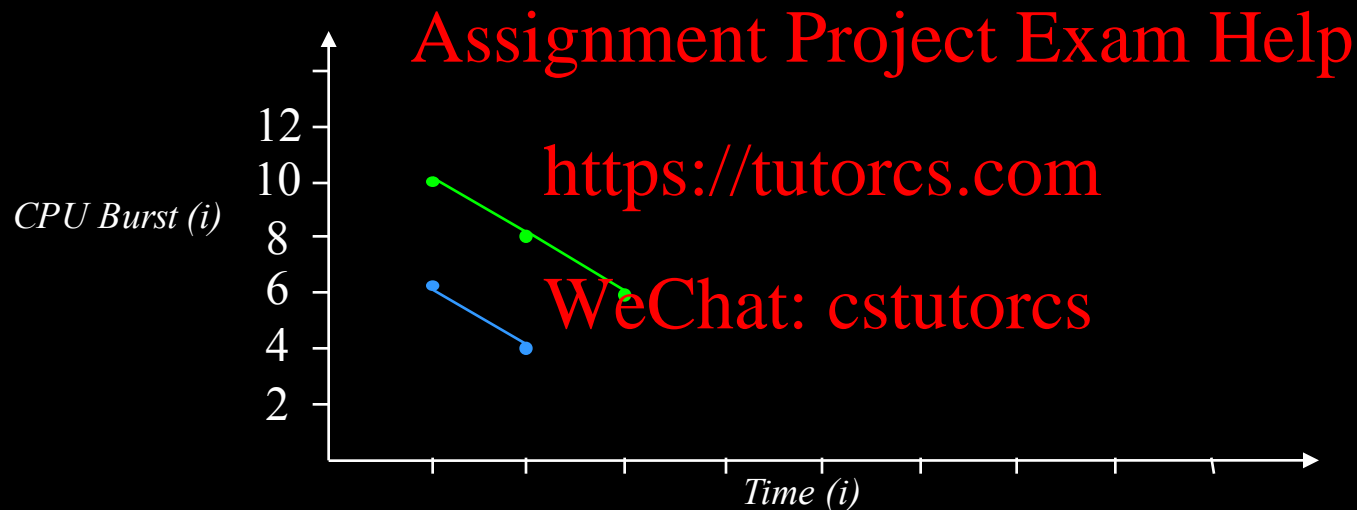 Assignment Project Exam Help
12
https://tutorcs.com
10
CPU Burst (i)
8
6
WeChat: cstutorcs
4
2
Time (i)